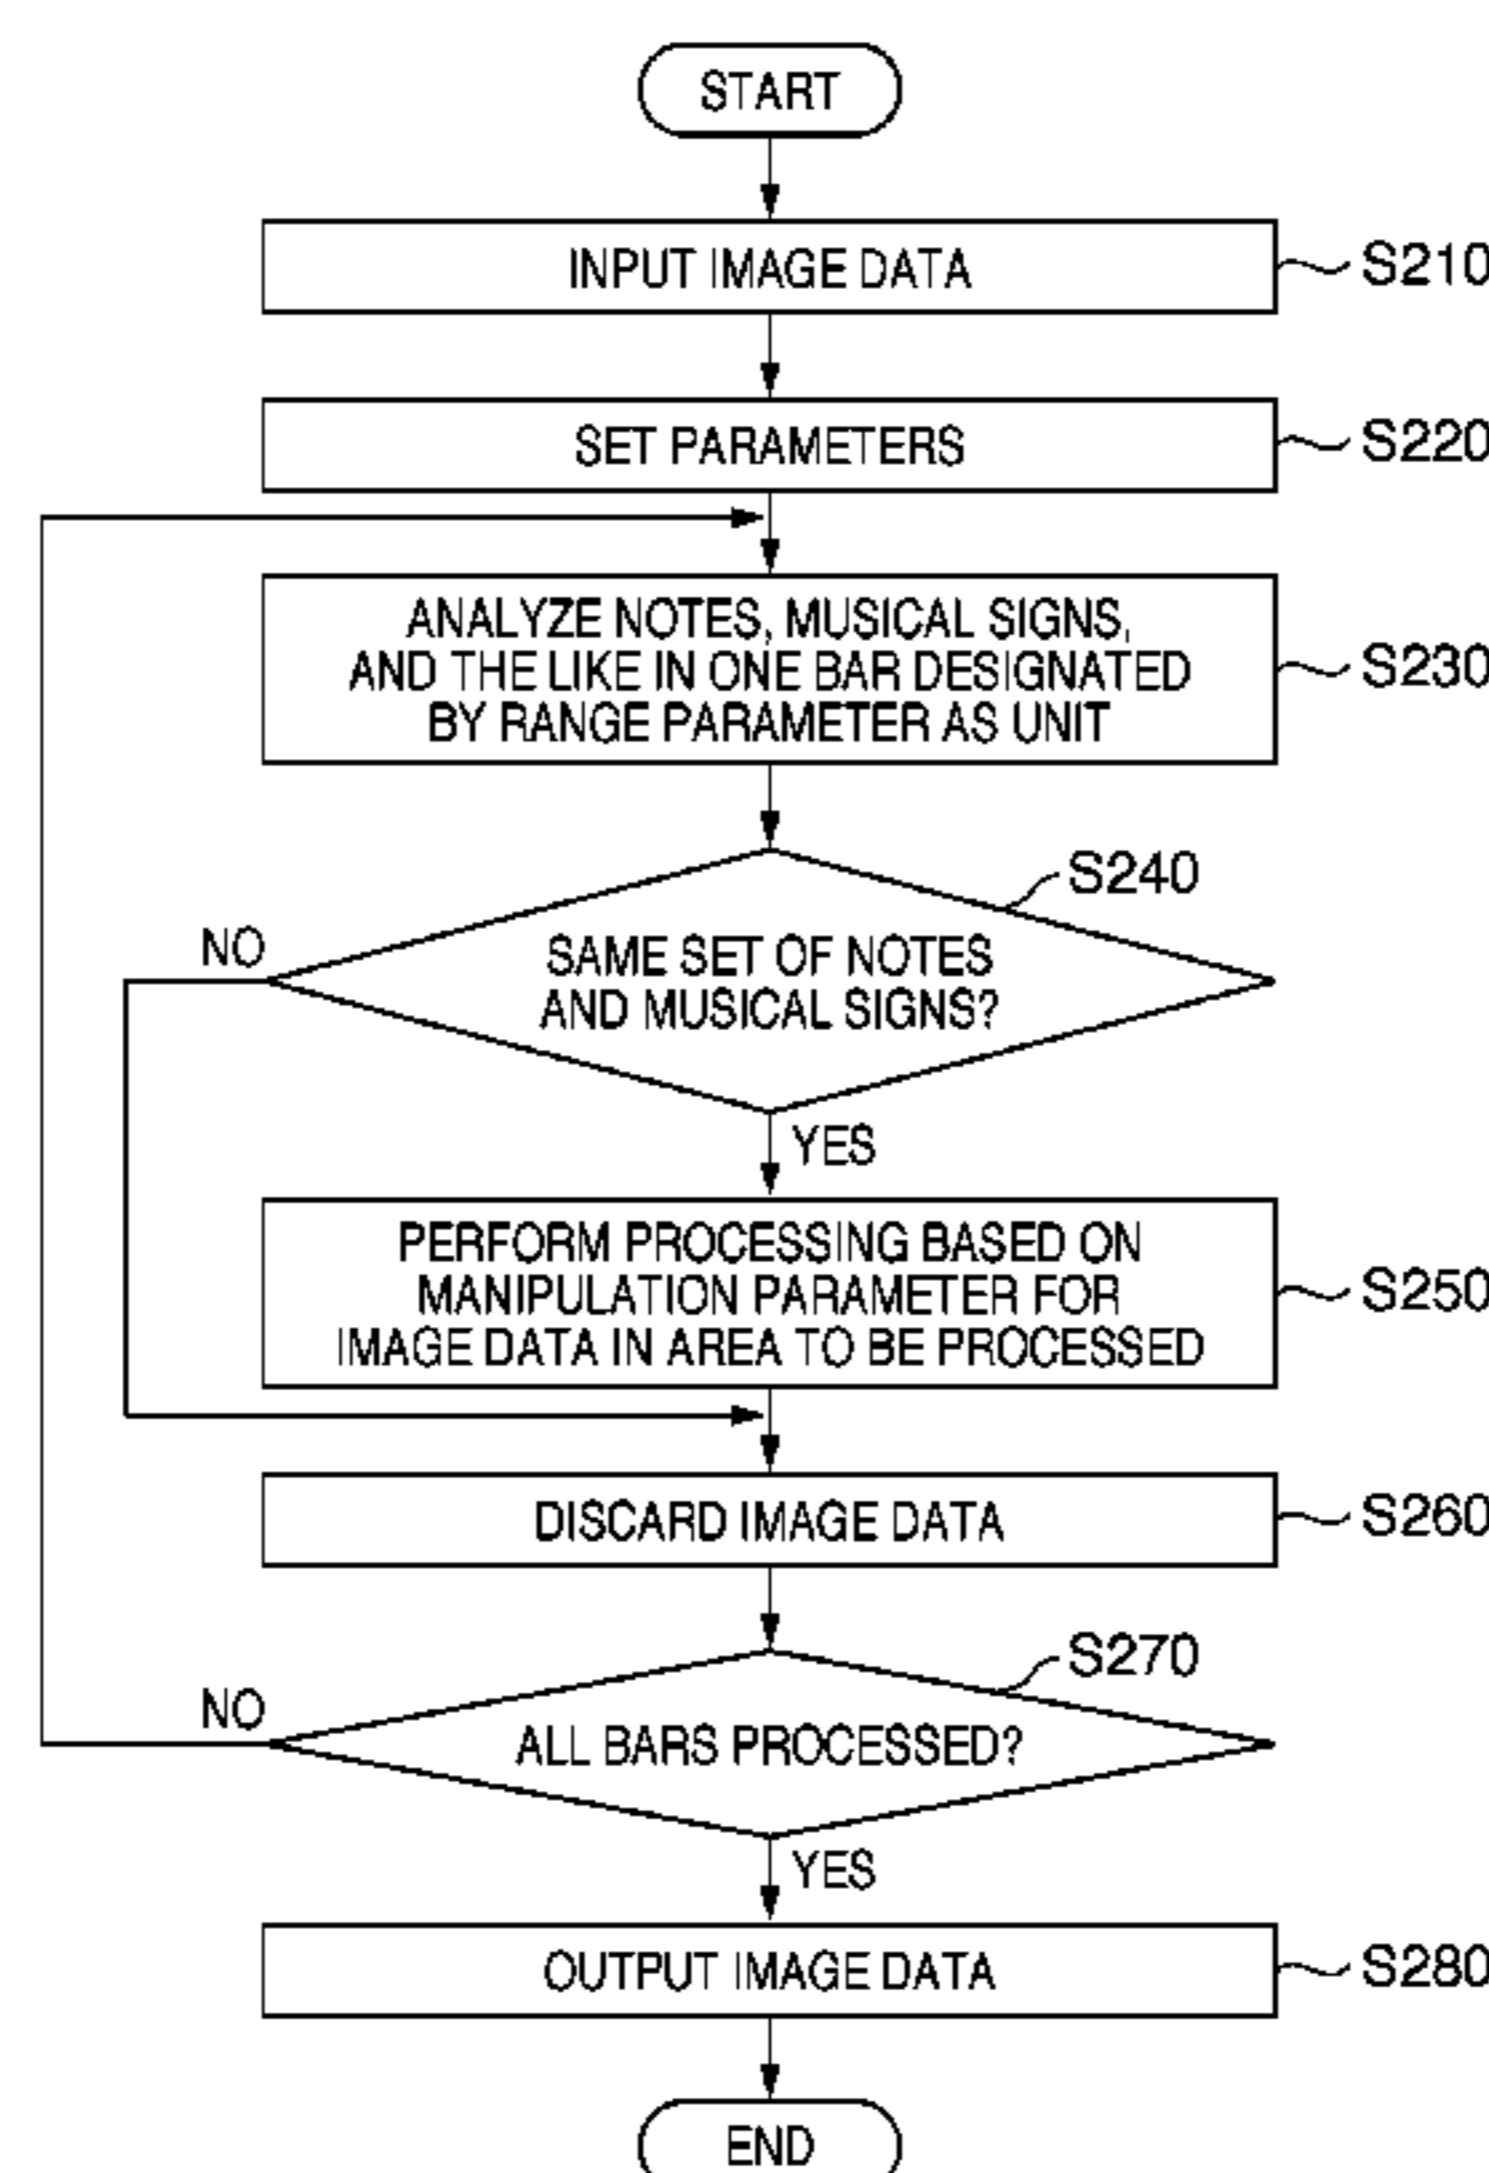 START
INPUT IMAGE DATA
S210
SET PARAMETERS
S220
ANALYZE NOTES, MUSICAL SIGNS,
AND THE LIKE IN ONE BAR DESIGNATED
BY RANGE PARAMETER AS UNIT
S230
S240
NO
SAME SET OF NOTES
AND MUSICAL SIGNS?
YES
PERFORM PROCESSING BASED ON
MANIPULATION PARAMETER FOR
IMAGE DATA IN AREA TO BE PROCESSED
S250
DISCARD IMAGE DATA
S260
S270
NO
ALL BARS PROCESSED?
YES
OUTPUT IMAGE DATA
S280
END